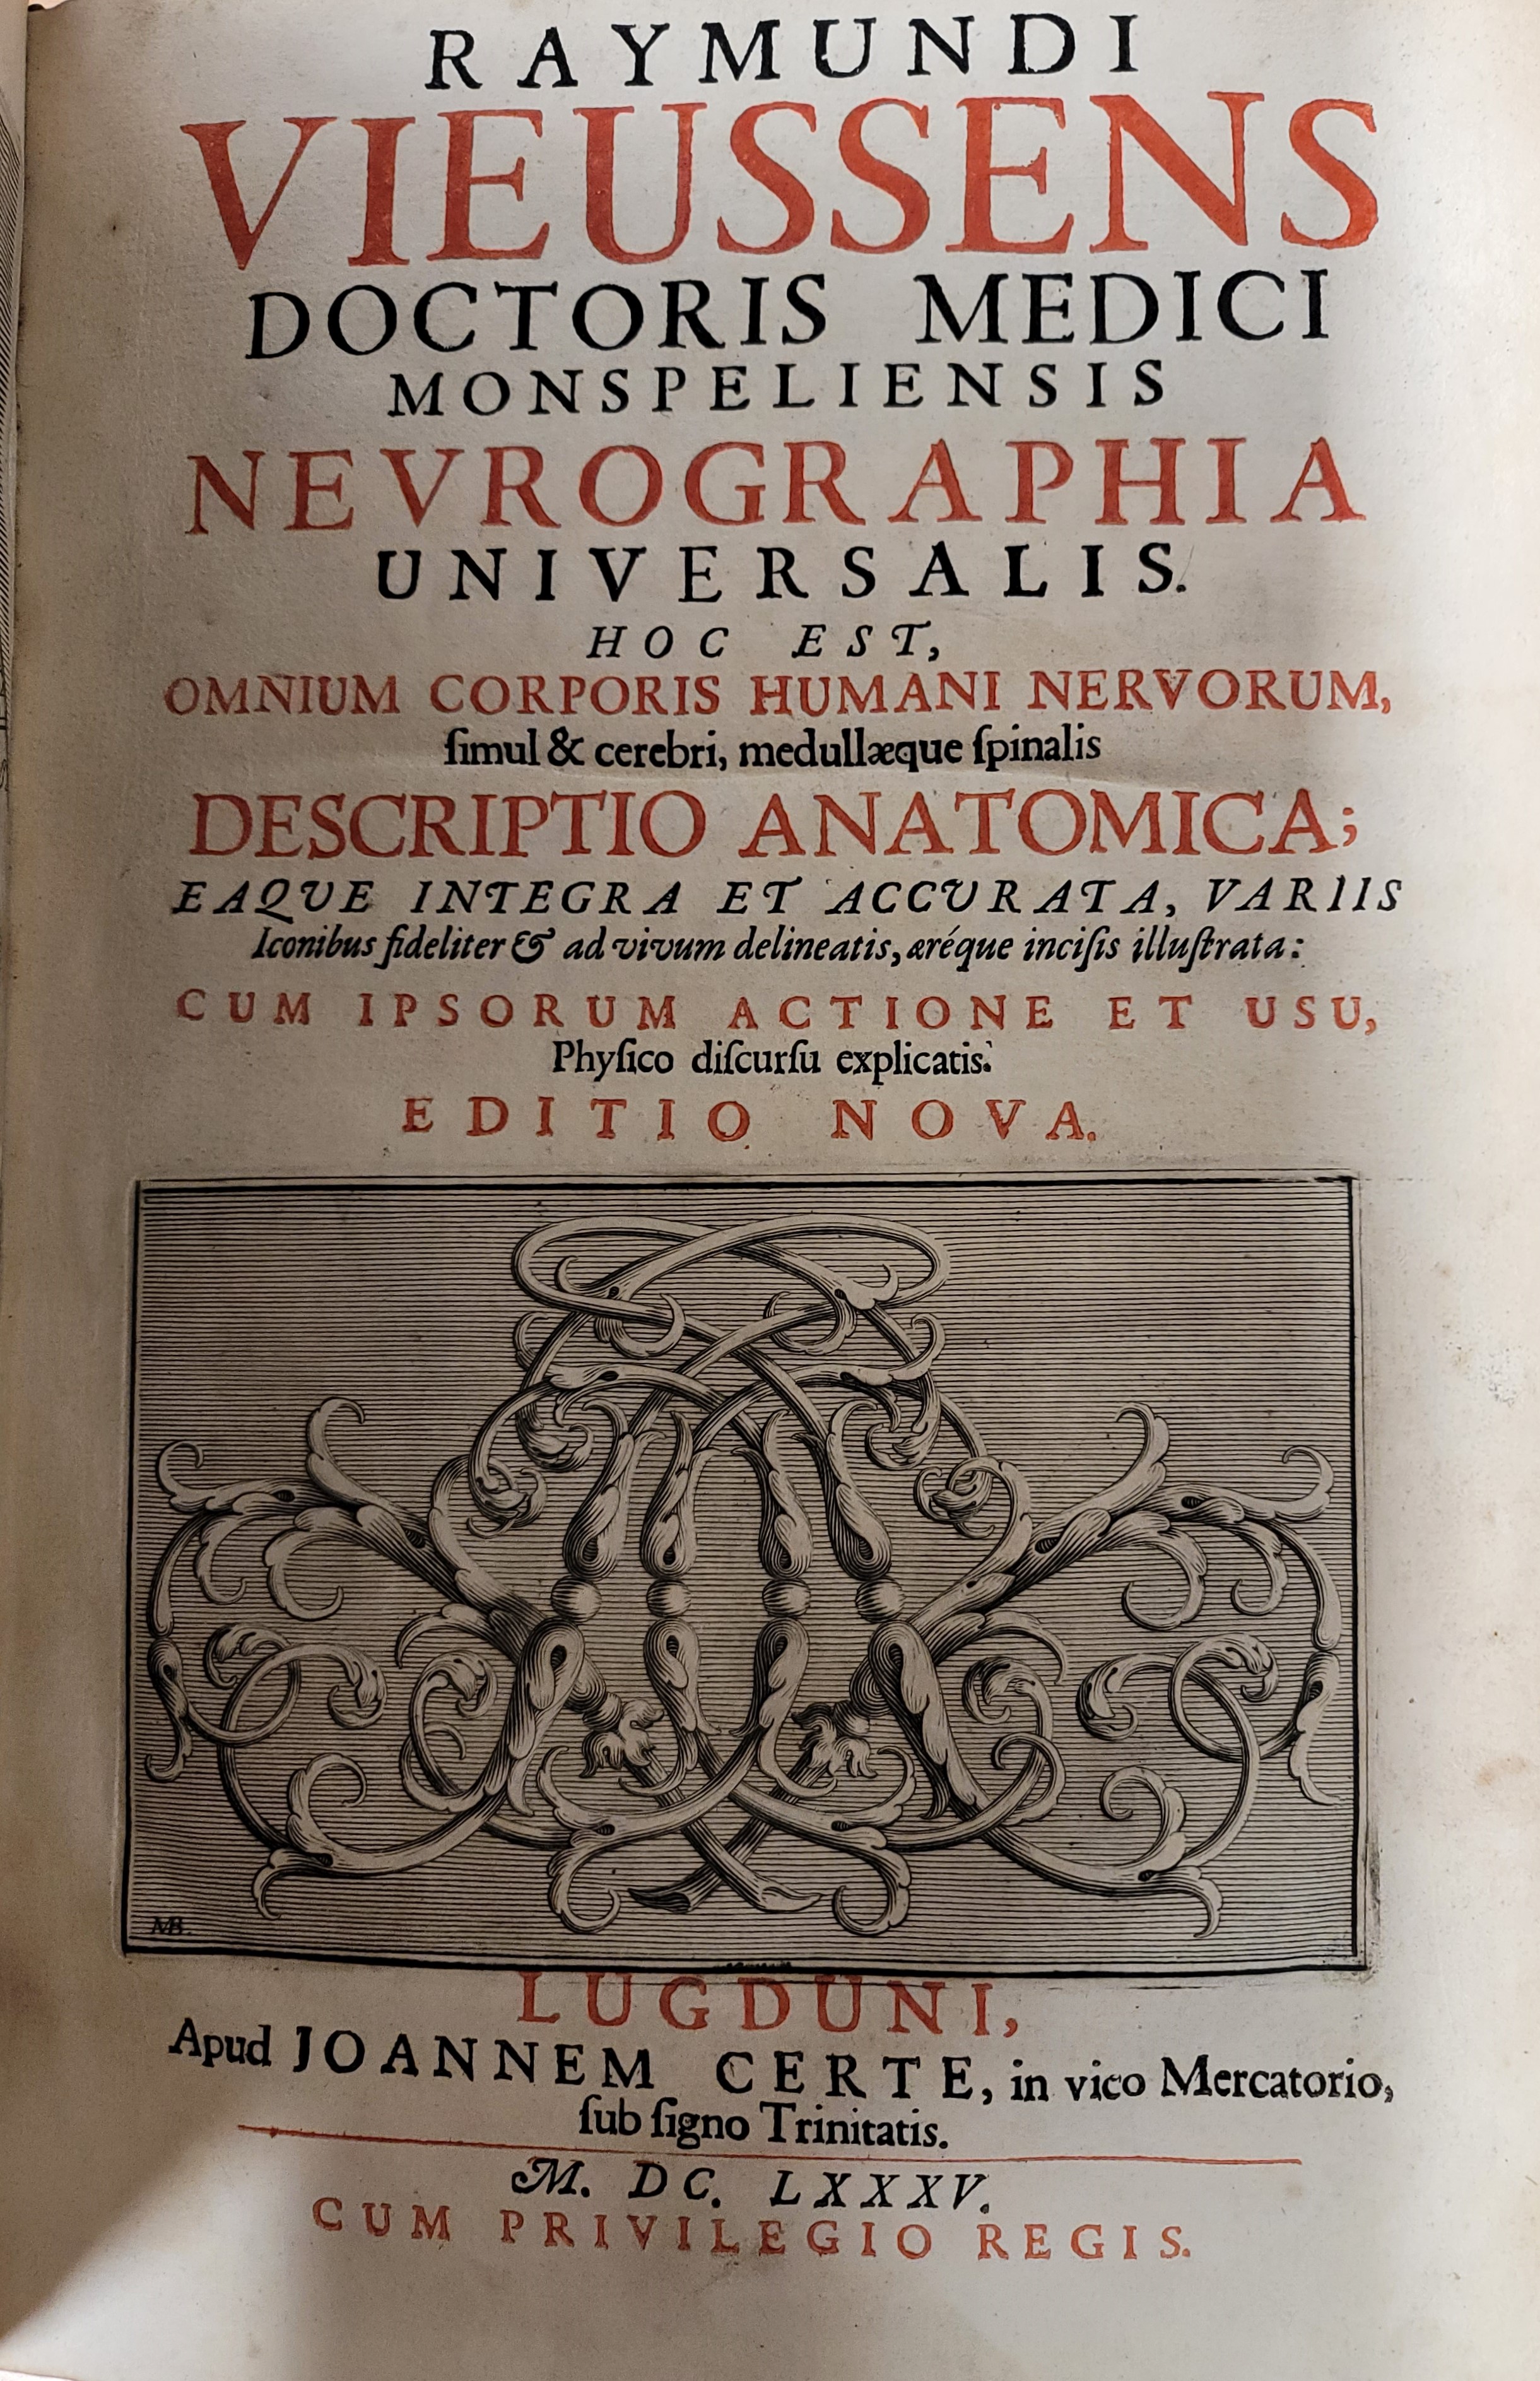 RAYMUNDI
VIEUSSENS
DOCTORIS MEDICI
MONSPELIENSIS
NEVROGRAPHIA
UNIVERSALIS.
HOC EST,
OMNIUM CORPORIS HUMANI NERVORUM,
ſimul & cerebri, medullæque ſpinalis
DESCRIPTIO ANATOMICA;
EAQUE INTEGRA ET ACCURATA, VARIIS
Iconibus fideliter & ad vivum delineatis, æréque inciſis illuſtrata:
CUM IPSORUM ACTIONE ET USU,
Phyſico diſcurſu explicatis.
EDITIO NOVA.
MB.
LUGDUNI,
Apud JOANNEM CERTE, in vico Mercatorio,
ſub ſigno Trinitatis.
M. DC. LXXXV.
CUM PRIVILEGIO REGIS.